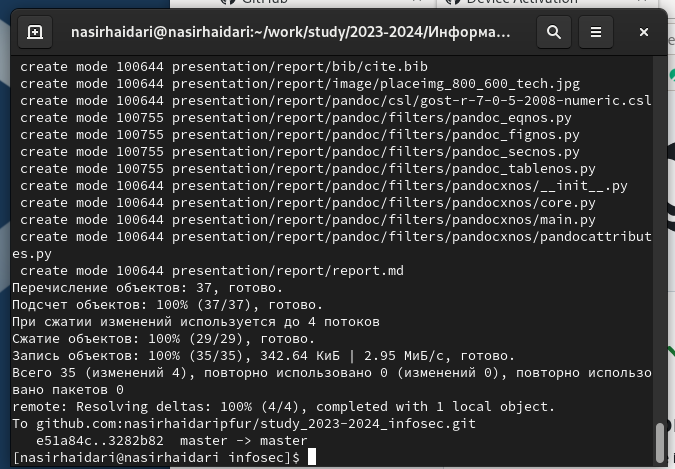 GitHub
Device Activation
nasirhaidari@nasirhaidari:~/work/study/2023-2024/Информа...
create mode 100644 presentation/report/bib/cite.bib
create mode 100644 presentation/report/image/placeimg_800_600_tech.jpg
create mode 100644 presentation/report/pandoc/csl/gost-r-7-0-5-2008-numeric.csl
create mode 100755 presentation/report/pandoc/filters/pandoc_eqnos.py
create mode 100755 presentation/report/pandoc/filters/pandoc_fignos.py
create mode 100755 presentation/report/pandoc/filters/pandoc_secnos.py
create mode 100755 presentation/report/pandoc/filters/pandoc_tablenos.py
create mode 100644 presentation/report/pandoc/filters/pandocxnos/__init__.py
create mode 100644 presentation/report/pandoc/filters/pandocxnos/core.py
create mode 100644 presentation/report/pandoc/filters/pandocxnos/main.py
create mode 100644 presentation/report/pandoc/filters/pandocxnos/pandocattribut
es.py
create mode 100644 presentation/report/report.md
Перечисление объектов: 37, готово.
Подсчет объектов: 100% (37/37), готово.
При сжатии изменений используется до 4 потоков
Сжатие объектов: 100% (29/29), готово.
Запись объектов: 100% (35/35), 342.64 КиБ | 2.95 МиБ/с, готово.
Всего 35 (изменений 4), повторно использовано 0 (изменений 0), повторно использо
вано пакетов 0
remote: Resolving deltas: 100% (4/4), completed with 1 local object.
To github.com:nasirhaidaripfur/study_2023-2024_infosec.git
e51a84c..3282b82  master -> master
[nasirhaidari@nasirhaidari infosec]$